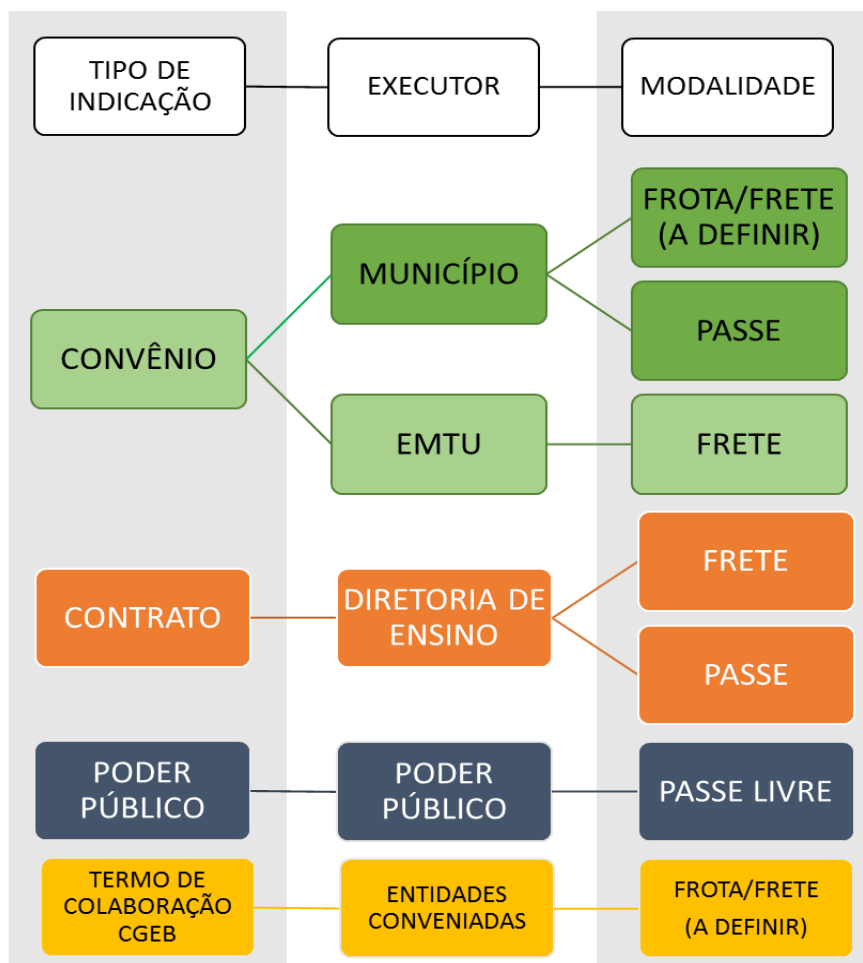 TIPO DE
INDICAÇÃO
EXECUTOR
MODALIDADE
CONVÊNIO
MUNICÍPIO
FROTA/FRETE
(A DEFINIR)
PASSE
EMTU
FRETE
CONTRATO
DIRETORIA DE
ENSINO
FRETE
PASSE
PODER
PÚBLICO
PODER
PÚBLICO
PASSE LIVRE
TERMO DE
COLABORAÇÃO
CGEB
ENTIDADES
CONVENIADAS
FROTA/FRETE
(A DEFINIR)